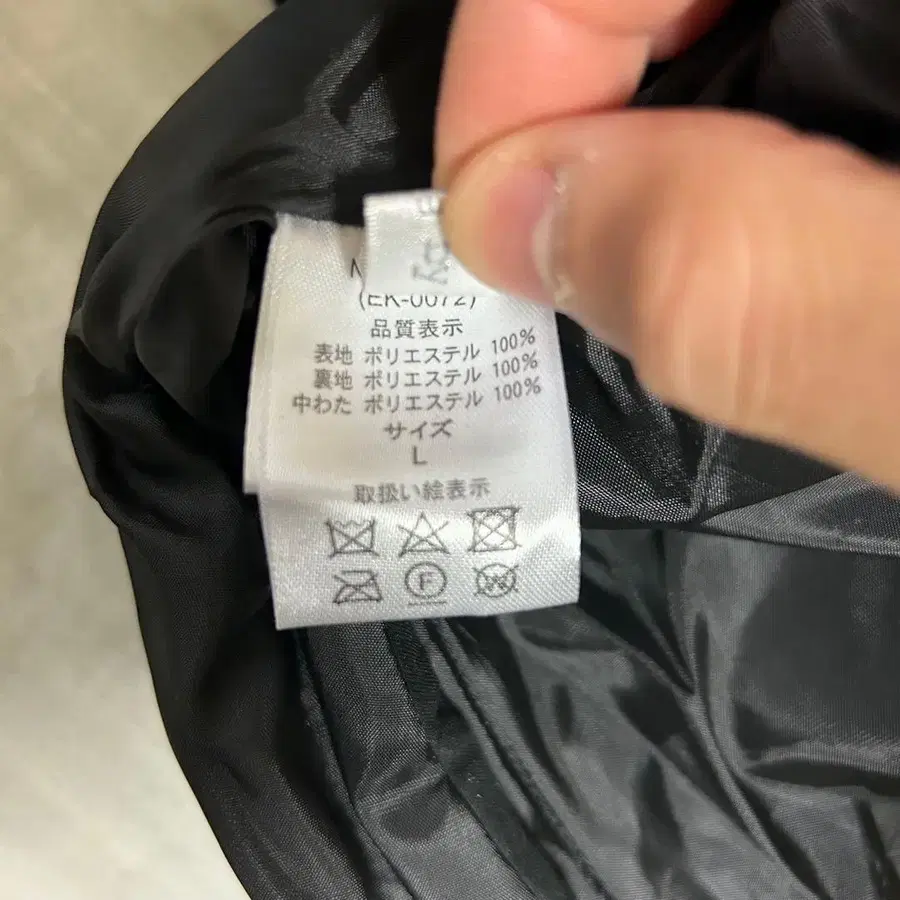 (EK-0072)
品質表示
表地 ポリエステル 100%
裏地 ポリエステル 100%
中わた ポリエステル 100%
サイズ
L
取扱い絵表示
F W